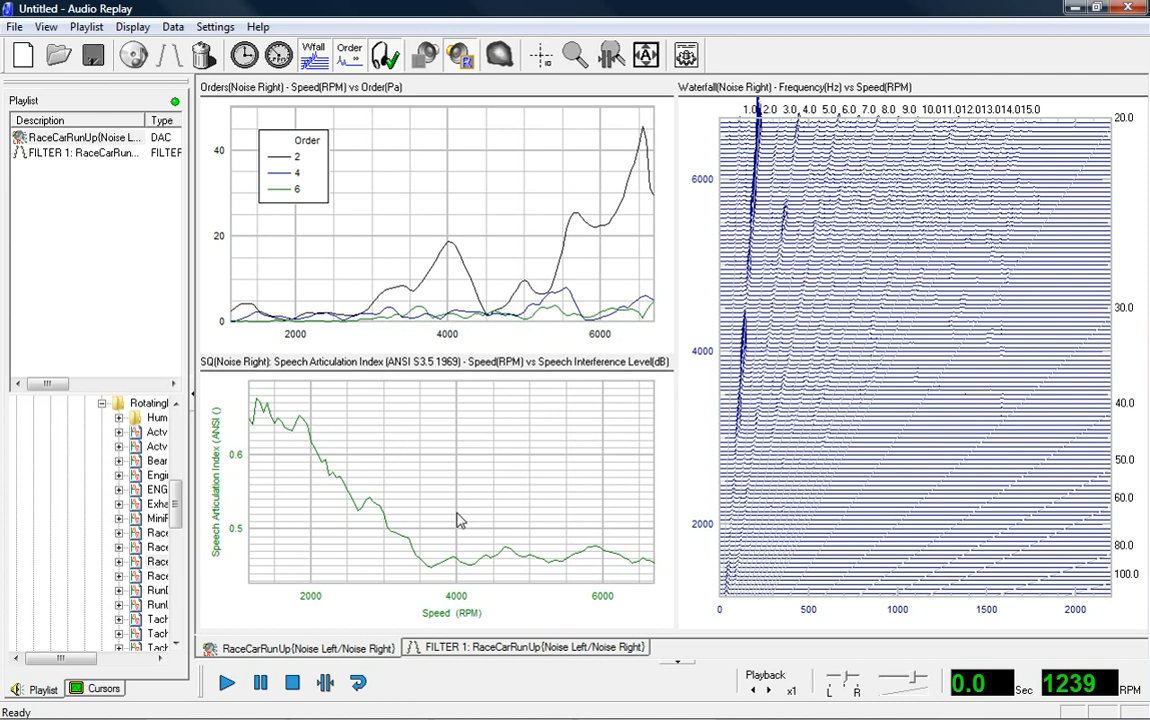 Untitled - Audio Replay
File View Playlist Display Data Settings Help
Wfall
Order
Playlist
Description Type
RaceCarRunUp{Noise L... DAC
FILTER 1: RaceCarRun... FILTEF
RotatingI
Hum
Actv
Actv
Bear
Engi
ENG
Exha
MiniF
Race
Race
Race
Race
RunD
RunU
Tach
Tach
Tach
Playlist Cursors
Orders(Noise Right) - Speed(RPM) vs Order(Pa)
Order
2
4
6
40
20
0
2000 4000 6000
SQ(Noise Right): Speech Articulation Index (ANSI S3.5 1969) - Speed(RPM) vs Speech Interference Level(dB)
Speech Articulation Index (ANSI ()
0.6
0.5
2000 4000 6000
Speed (RPM)
Waterfall(Noise Right) - Frequency(Hz) vs Speed(RPM)
1.0 2.0 3.0 4.0 5.0 6.0 7.0 8.0 9.0 10.0 11.0 12.0 13.0 14.0 15.0
20.0
6000
30.0
4000
40.0
50.0
60.0
2000
80.0
100.0
0 500 1000 1500 2000
RaceCarRunUp{Noise Left/Noise Right} FILTER 1: RaceCarRunUp{Noise Left/Noise Right}
Playback
x1
L R
0.0 Sec 1239 RPM
Ready